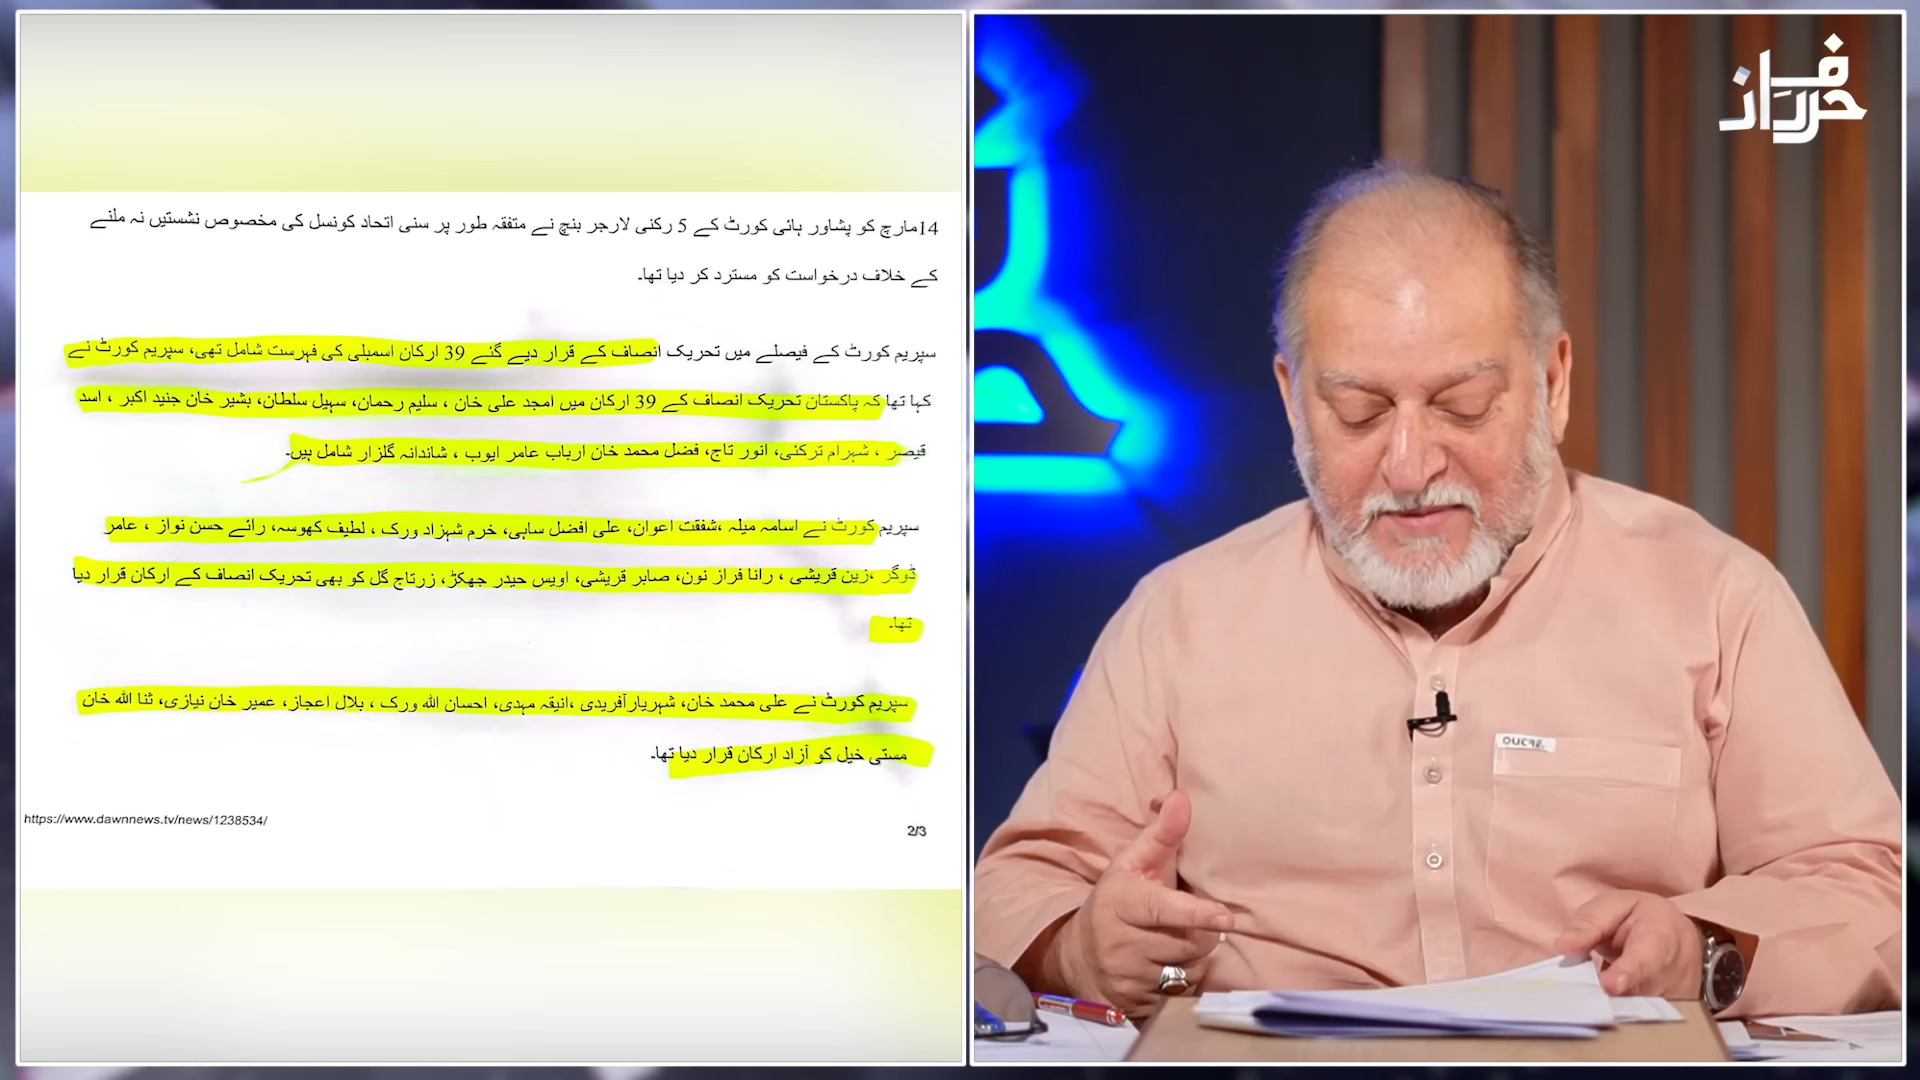 14مارچ کو پشاور ہائی کورٹ کے 5 رکنی لارجر بنچ نے متفقہ طور پر سنی اتحاد کونسل کی مخصوص نشستیں نہ ملنے
کے خلاف درخواست کو مسترد کر دیا تھا۔
سپریم کورٹ کے فیصلے میں تحریک انصاف کے قرار دیے گئے 39 ارکان اسمبلی کی فہرست شامل تھی، سپریم کورٹ نے
کہا تھا کہ پاکستان تحریک انصاف کے 39 ارکان میں امجد علی خان ، سلیم رحمان، سہیل سلطان، بشیر خان جنید اکبر ، اسد
قیصر ، شہرام ترکئی، انور تاج، فضل محمد خان ارباب عامر ایوب ، شاندانہ گلزار شامل ہیں۔
سپریم کورٹ نے اسامہ میلہ ،شفقت اعوان، علی افضل ساہی، خرم شہزاد ورک ، لطیف کھوسہ، رائے حسن نواز ، عامر
ڈوگر ،زین قریشی ، رانا فراز نون، صابر قریشی، اویس حیدر جھکڑ، زرتاج گل کو بھی تحریک انصاف کے ارکان قرار دیا
تھا۔
سپریم کورٹ نے علی محمد خان، شہریارآفریدی ،انیقہ مہدی، احسان اللہ ورک ، بلال اعجاز، عمیر خان نیازی، ثنا اللہ خان
مستی خیل کو آزاد ارکان قرار دیا تھا۔
https://www.dawnnews.tv/news/1238534/
2/3
حرف راز